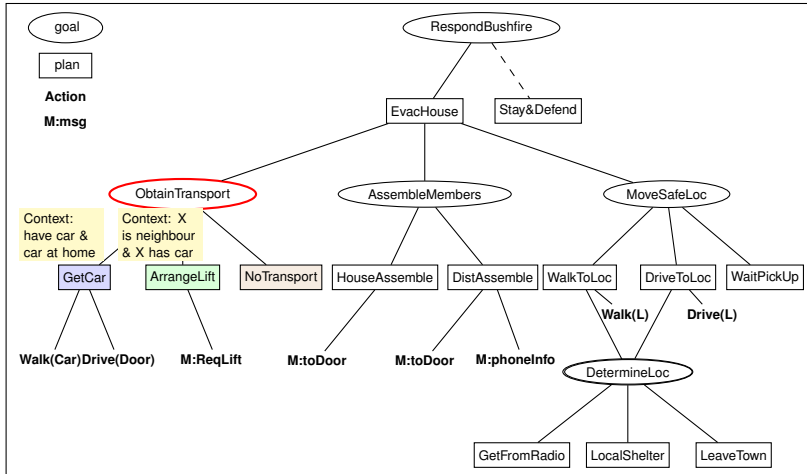 goal
RespondBushfire
plan
Action
M:msg
EvacHouse
Stay&Defend
ObtainTransport
AssembleMembers
MoveSafeLoc
Context:
have car &
car at home
Context: X
is neighbour
& X has car
GetCar
ArrangeLift
NoTransport
HouseAssemble
DistAssemble
WalkToLoc
DriveToLoc
WaitPickUp
Walk(L)
Drive(L)
Walk(Car)Drive(Door)
M:ReqLift
M:toDoor
M:toDoor
M:phoneInfo
DetermineLoc
GetFromRadio
LocalShelter
LeaveTown